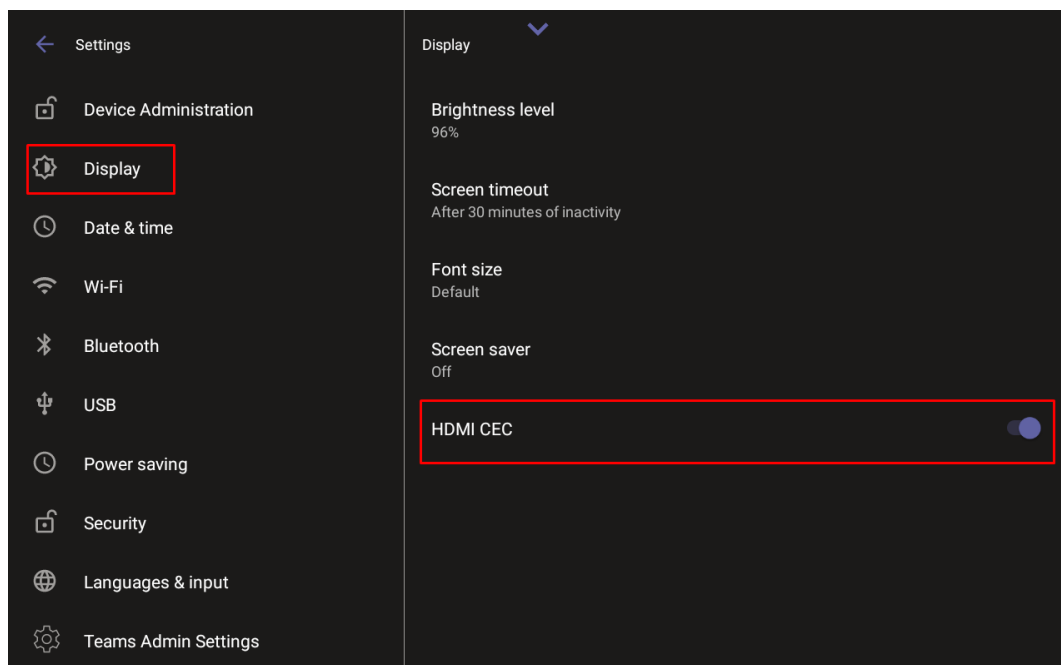 Settings
Device Administration
Display
Date & time
Wi-Fi
Bluetooth
USB
Power saving
Security
Languages & input
Teams Admin Settings
Display
Brightness level
96%
Screen timeout
After 30 minutes of inactivity
Font size
Default
Screen saver
Off
HDMI CEC